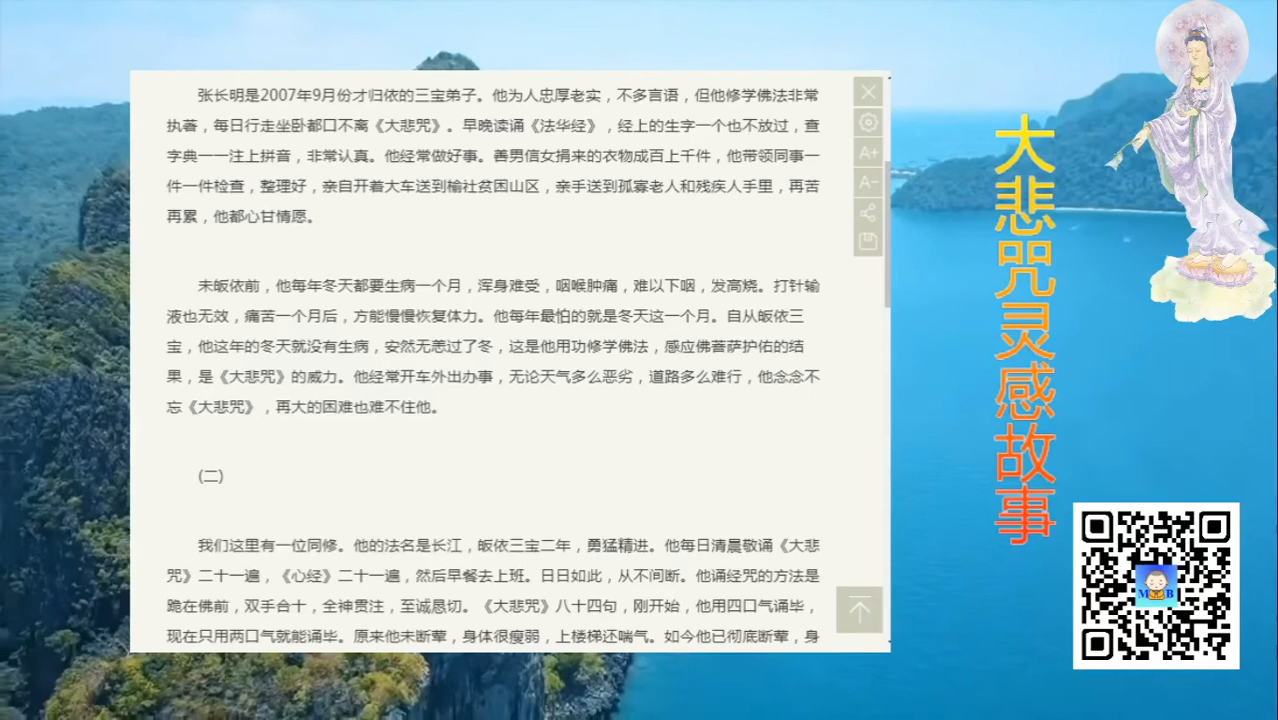 张长明是2007年9月份才归依的三宝弟子。他为人忠厚老实，不多言语，但他修学佛法非常
执著，每日行走坐卧都口不离《大悲咒》。早晚读诵《法华经》，经上的生字一个也不放过，查
字典一一注上拼音，非常认真。他经常做好事。善男信女捐来的衣物成百上千件，他带领同事一
件一件检查，整理好，亲自开着大车送到榆社贫困山区，亲手送到孤寡老人和残疾人手里，再苦
再累，他都心甘情愿。
未皈依前，他每年冬天都要生病一个月，浑身难受，咽喉肿痛，难以下咽，发高烧。打针输
液也无效，痛苦一个月后，方能慢慢恢复体力。他每年最怕的就是冬天这一个月。自从皈依三
宝，他这年的冬天就没有生病，安然无恙过了冬，这是他用功修学佛法，感应佛菩萨护佑的结
果，是《大悲咒》的威力。他经常开车外出办事，无论天气多么恶劣，道路多么难行，他念念不
忘《大悲咒》，再大的困难也难不住他。
(二)
我们这里有一位同修。他的法名是长江，皈依三宝二年，勇猛精进。他每日清晨敬诵《大悲
咒》二十一遍，《心经》二十一遍，然后早餐去上班。日日如此，从不间断。他诵经咒的方法是
跪在佛前，双手合十，全神贯注，至诚恳切。《大悲咒》八十四句，刚开始，他用四口气诵毕，
现在只用两口气就能诵毕。原来他未断荤，身体很瘦弱，上楼梯还喘气。如今他已彻底断荤，身
A+
A-
大悲咒灵感故事
M B